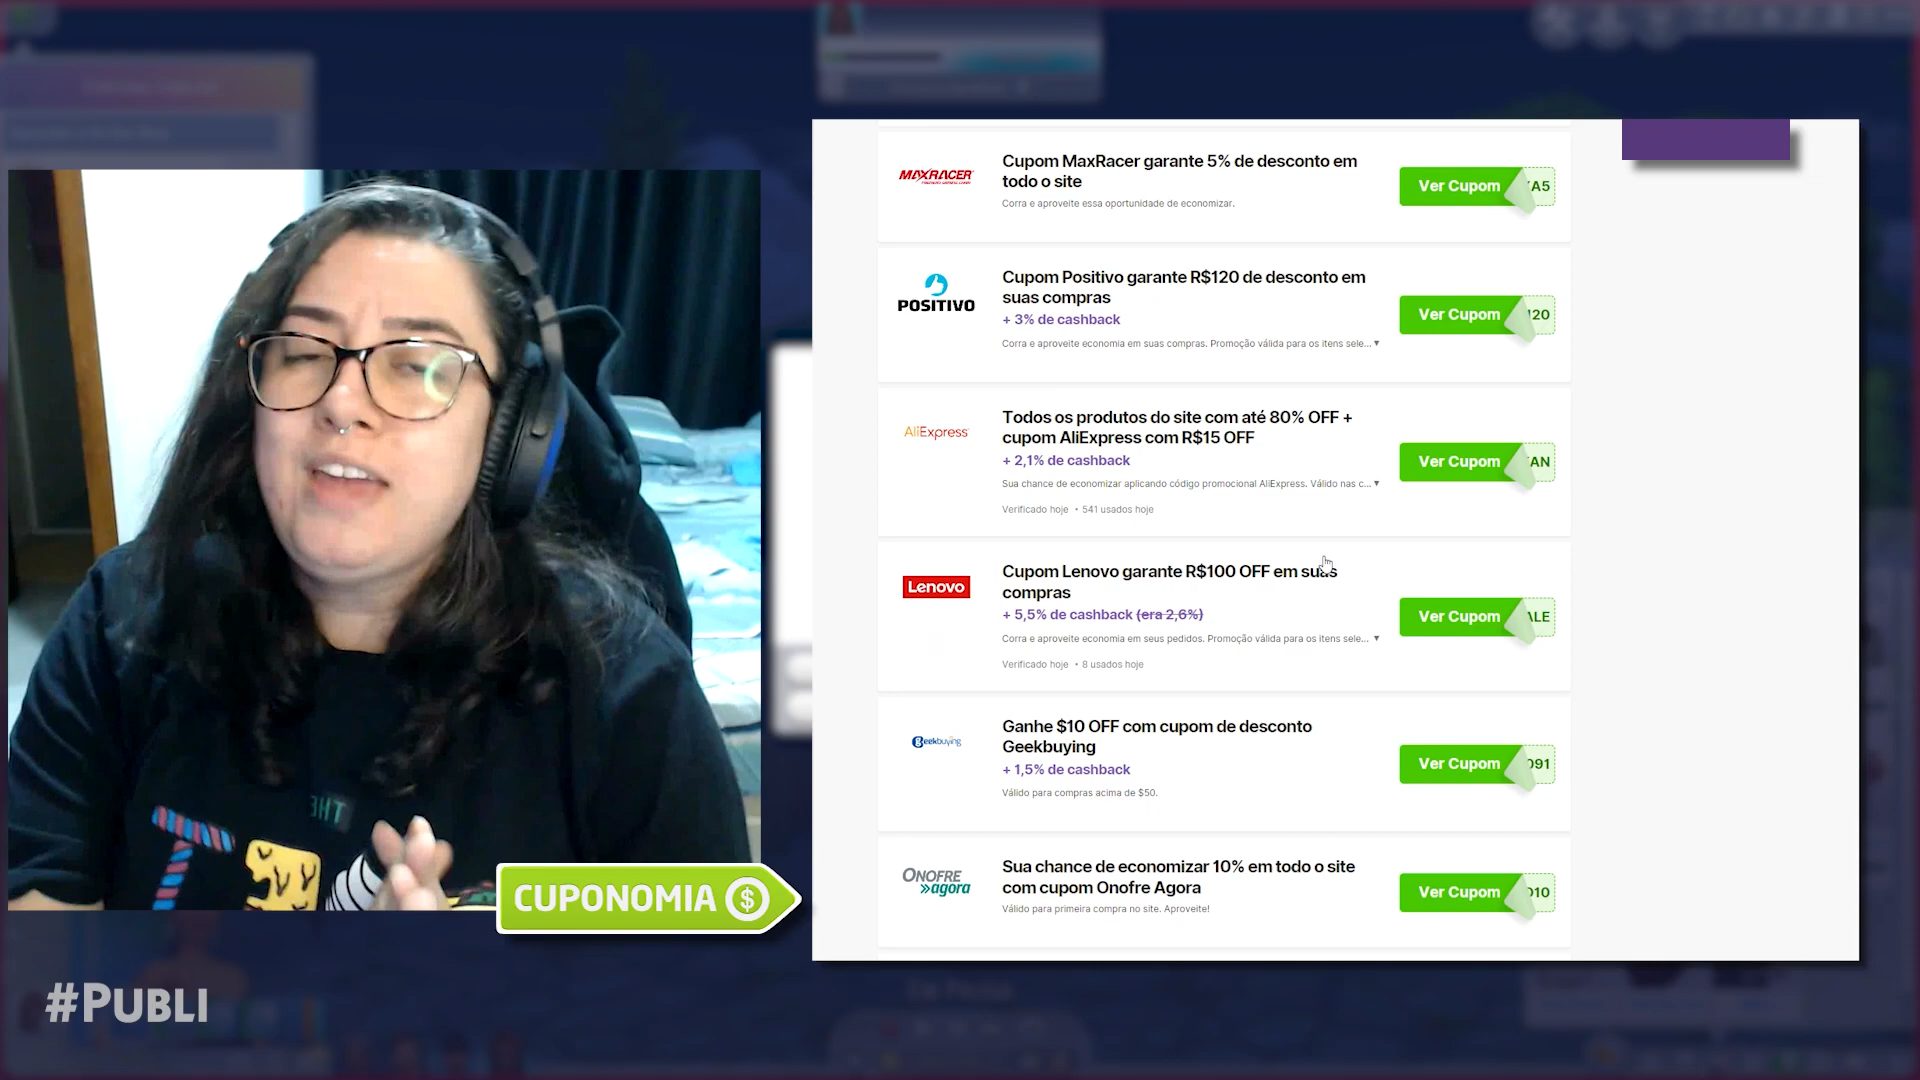 MAXRACER
Cupom MaxRacer garante 5% de desconto em
todo o site
Corra e aproveite essa oportunidade de economizar.
Ver Cupom
A5
POSITIVO
Cupom Positivo garante R$120 de desconto em
suas compras
+ 3% de cashback
Corra e aproveite economia em suas compras. Promoção válida para os itens sele... ▼
Ver Cupom
20
AliExpress
Todos os produtos do site com até 80% OFF +
cupom AliExpress com R$15 OFF
+ 2,1% de cashback
Sua chance de economizar aplicando código promocional AliExpress. Válido nas c... ▼
Verificado hoje • 541 usados hoje
Ver Cupom
AN
Lenovo
Cupom Lenovo garante R$100 OFF em suas
compras
+ 5,5% de cashback (era 2,6%)
Corra e aproveite economia em seus pedidos. Promoção válida para os itens sele... ▼
Verificado hoje • 8 usados hoje
Ver Cupom
ALE
geekbuying
Ganhe $10 OFF com cupom de desconto
Geekbuying
+ 1,5% de cashback
Válido para compras acima de $50.
Ver Cupom
091
ONOFRE
»agora
Sua chance de economizar 10% em todo o site
com cupom Onofre Agora
Válido para primeira compra no site. Aproveite!
Ver Cupom
10
THE
CUPONOMIA $
#PUBLI